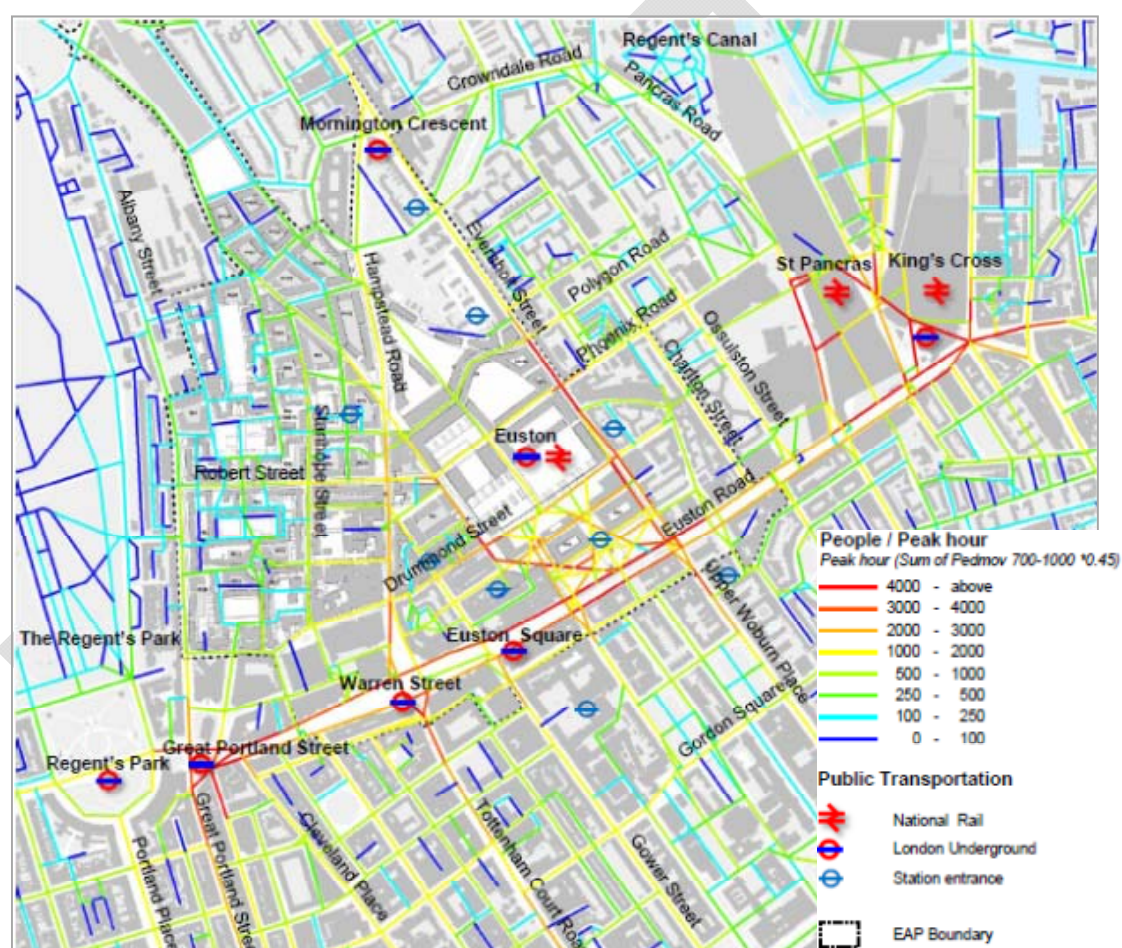 Regent's Canal
Crowndale Road
Pancras Road
Mornington Crescent
Albany Street
Eversholt Street
Polygon Road
St Pancras
King's Cross
Hampstead Road
Phoenix Road
Ossulston Street
Charlton Street
Stanhope Street
Euston
Robert Street
Euston Road
Drummond Street
People / Peak hour
Peak hour (Sum of Pedmov 700-1000 *0.45)
4000 - above
3000 - 4000
2000 - 3000
1000 - 2000
500 - 1000
250 - 500
100 - 250
0 - 100
Upper Woburn Place
The Regent's Park
Euston Square
Warren Street
Gordon Square
Great Portland Street
Regent's Park
Public Transportation
National Rail
London Underground
Station entrance
EAP Boundary
Great Portland Stree
Portland Place
Cleveland Place
Tottenham Court Roa
Gower Street